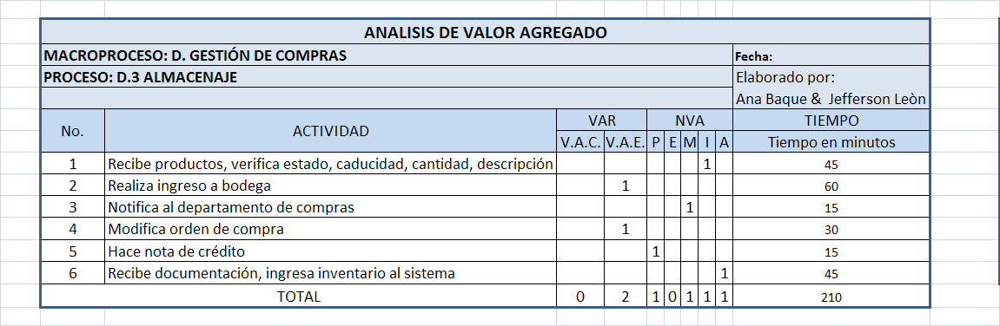 ANALISIS DE VALOR AGREGADO
MACROPROCESO: D. GESTIÓN DE COMPRAS Fecha:
PROCESO: D.3 ALMACENAJE Elaborado por:
Ana Baque & Jefferson Leòn
No. ACTIVIDAD VAR NVA TIEMPO
V.A.C. V.A.E. P E M I A Tiempo en minutos
1 Recibe productos, verifica estado, caducidad, cantidad, descripción 1 45
2 Realiza ingreso a bodega 1 60
3 Notifica al departamento de compras 1 15
4 Modifica orden de compra 1 30
5 Hace nota de crédito 1 15
6 Recibe documentación, ingresa inventario al sistema 1 45
TOTAL 0 2 1 0 1 1 1 210